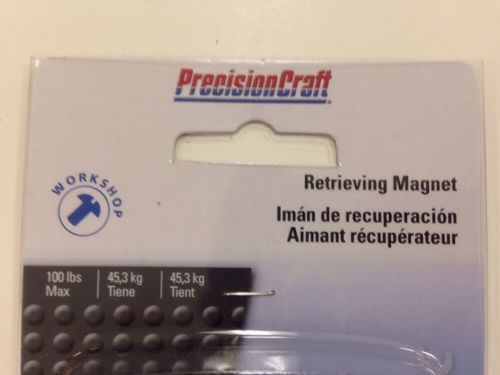 PrecisionCraft
WORKSHOP
Retrieving Magnet
Imán de recuperación
Aimant récupérateur
100 lbs
Max
45,3 kg
Tiene
45,3 kg
Tient